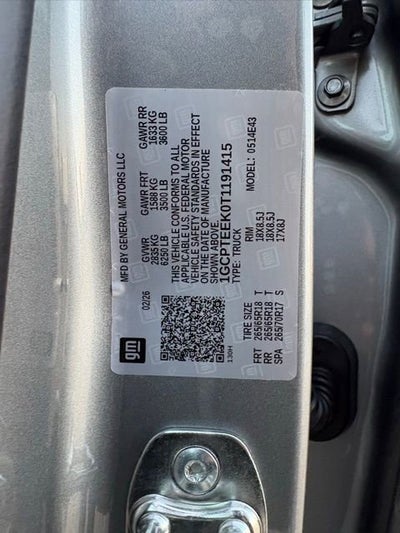 MFD BY GENERAL MOTORS LLC
02/26
GVWR
2835 KG
6250 LB
GAWR FRT
1588 KG
3500 LB
GAWR RR
1633 KG
3600 LB
THIS VEHICLE CONFORMS TO ALL
APPLICABLE U.S. FEDERAL MOTOR
VEHICLE SAFETY STANDARDS IN EFFECT
ON THE DATE OF MANUFACTURE
SHOWN ABOVE.
1GCPTEEK0T1191415
TYPE: TRUCK
MODEL: 0514E43
TIRE SIZE RIM
FRT 265/65R18 T 18X8.5J
RR 265/65R18 T 18X8.5J
SPA 265/70R17 S 17X8J
gm
130H